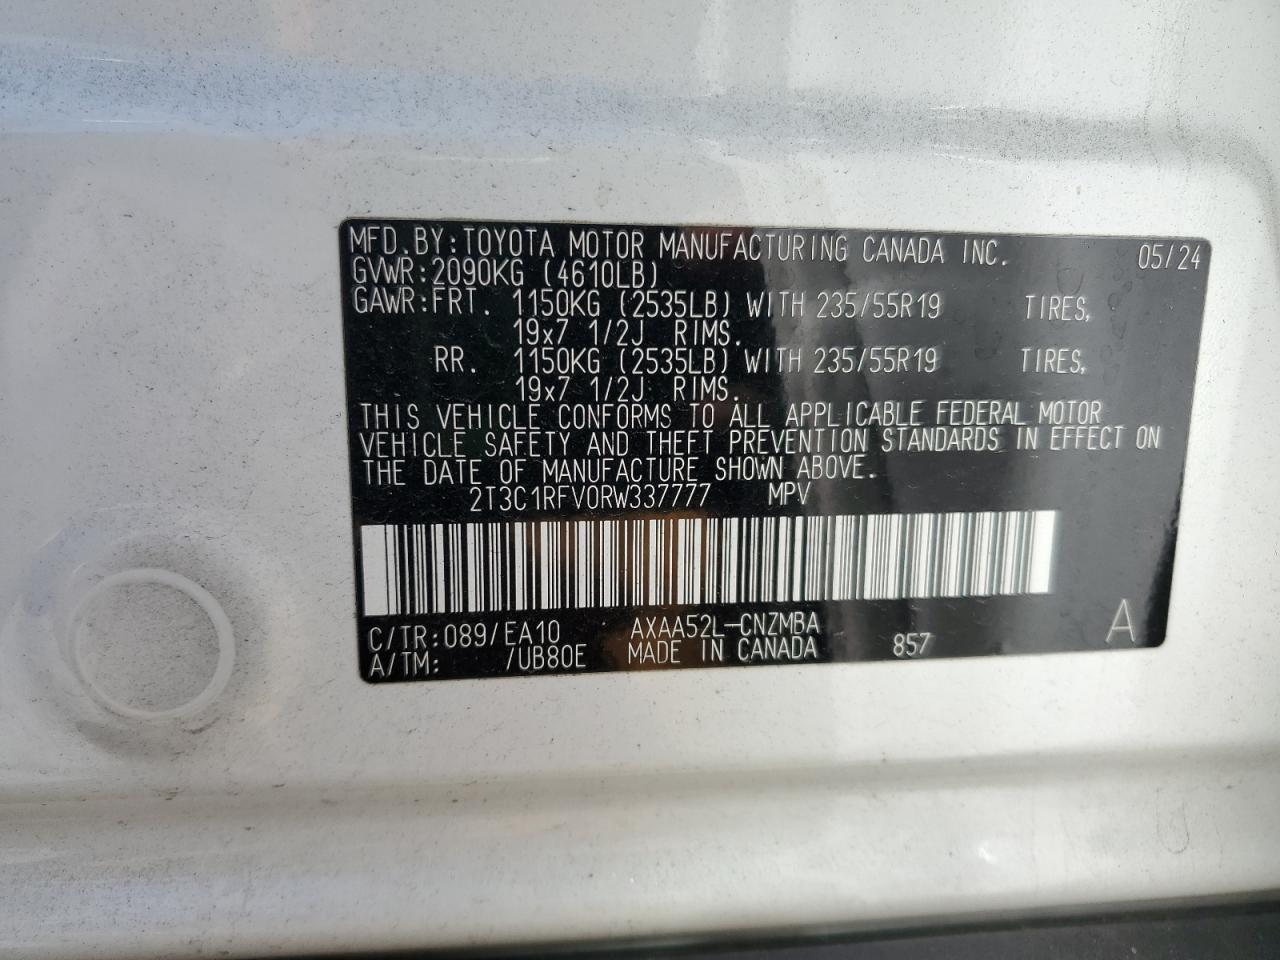 MFD.BY:TOYOTA MOTOR MANUFACTURING CANADA INC. 05/24
GVWR:2090KG (4610LB)
GAWR:FRT. 1150KG (2535LB) WITH 235/55R19 TIRES,
19x7 1/2J RIMS.
RR. 1150KG (2535LB) WITH 235/55R19 TIRES,
19x7 1/2J RIMS.
THIS VEHICLE CONFORMS TO ALL APPLICABLE FEDERAL MOTOR
VEHICLE SAFETY AND THEFT PREVENTION STANDARDS IN EFFECT ON
THE DATE OF MANUFACTURE SHOWN ABOVE.
2T3C1RFV0RW337777 MPV
C/TR:089/EA10 AXAA52L-CNZMBA 857 A
A/TM: /UB80E MADE IN CANADA